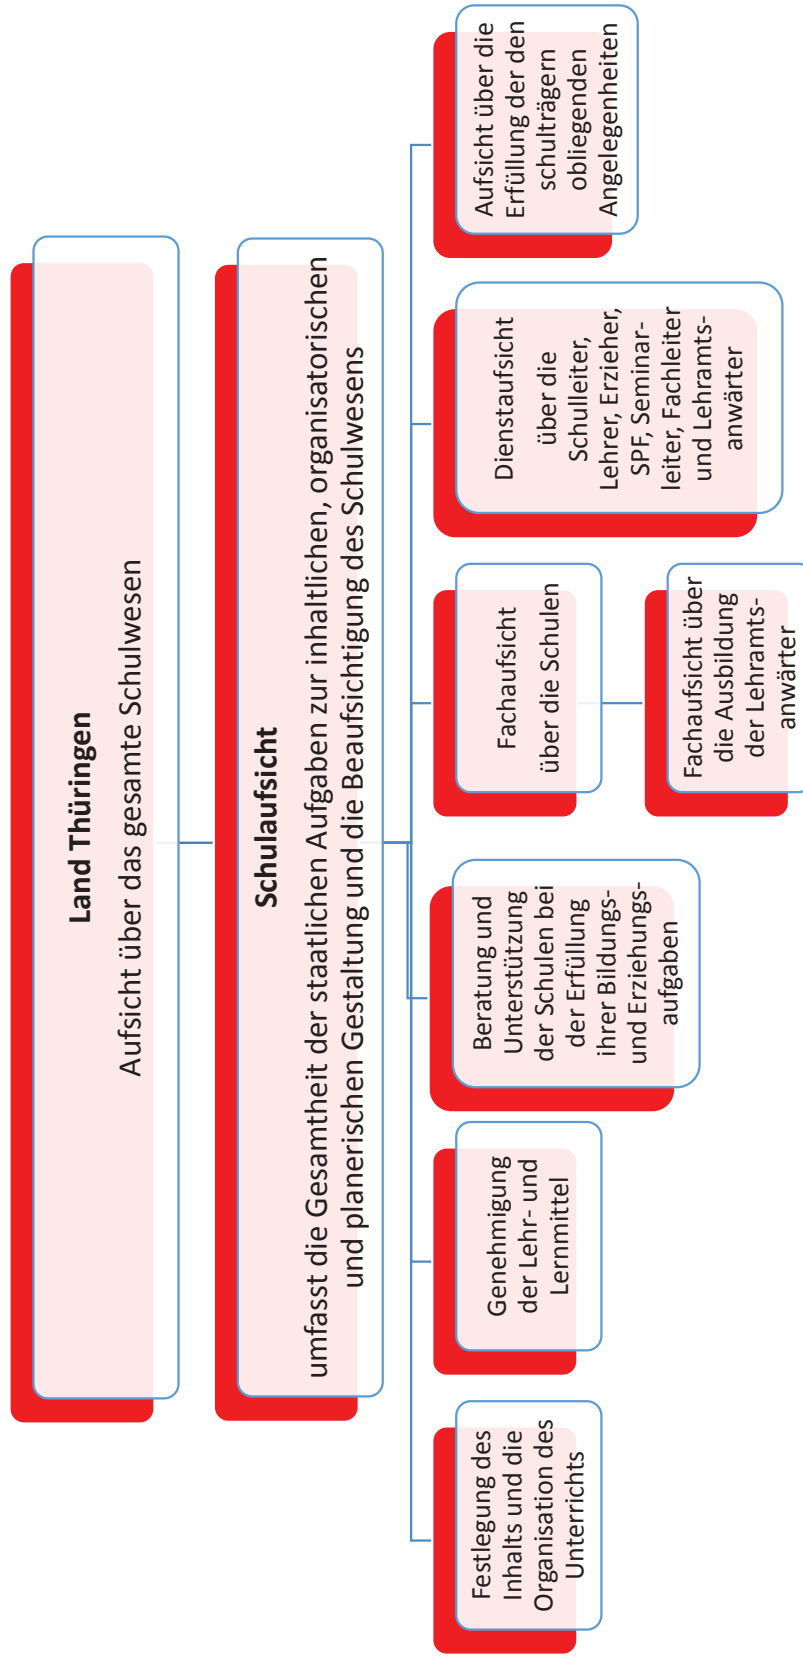 Land Thüringen
Aufsicht über das gesamte Schulwesen
Schulaufsicht
umfasst die Gesamtheit der staatlichen Aufgaben zur inhaltlichen, organisatorischen
und planerischen Gestaltung und die Beaufsichtigung des Schulwesens
Festlegung des
Inhalts und die
Organisation des
Unterrichts
Genehmigung
der Lehr- und
Lernmittel
Beratung und
Unterstützung
der Schulen bei
der Erfüllung
ihrer Bildungs-
und Erziehungs-
aufgaben
Fachaufsicht
über die Schulen
Fachaufsicht über
die Ausbildung
der Lehramts-
anwärter
Dienstaufsicht
über die
Schulleiter,
Lehrer, Erzieher,
SPF, Seminar-
leiter, Fachleiter
und Lehramts-
anwärter
Aufsicht über die
Erfüllung der den
schulträgern
obliegenden
Angelegenheiten